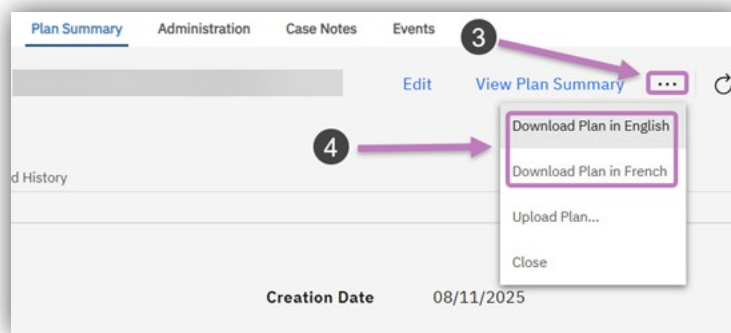 Plan Summary Administration Case Notes Events
3
Edit View Plan Summary ...
Download Plan in English
4
Download Plan in French
d History
Upload Plan...
Close
Creation Date 08/11/2025